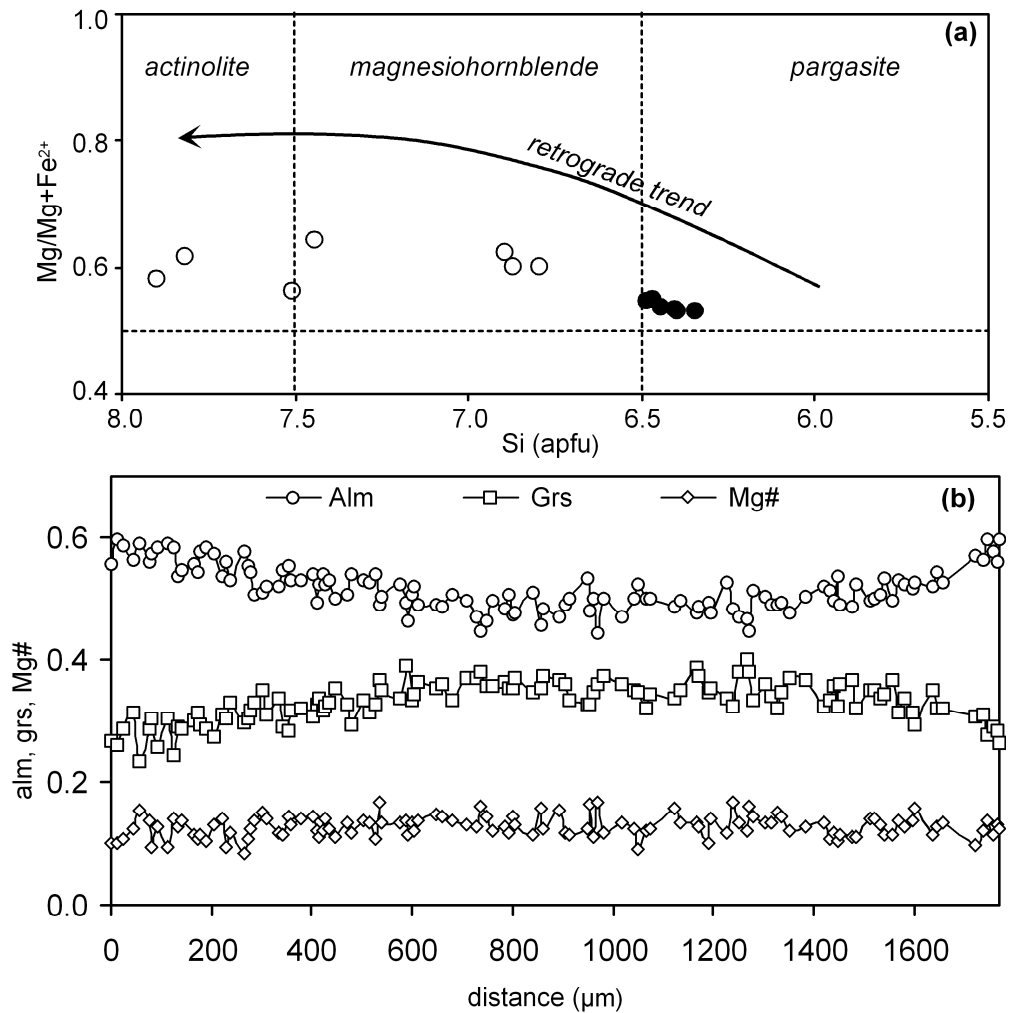 (a)
actinolite magnesiohornblende pargasite
retrograde trend
Mg/Mg+Fe²⁺
1.0
0.8
0.6
0.4
8.0 7.5 7.0 6.5 6.0 5.5
Si (apfu)
Alm Grs Mg# (b)
alm, grs, Mg#
0.6
0.4
0.2
0.0
0 200 400 600 800 1000 1200 1400 1600
distance (µm)